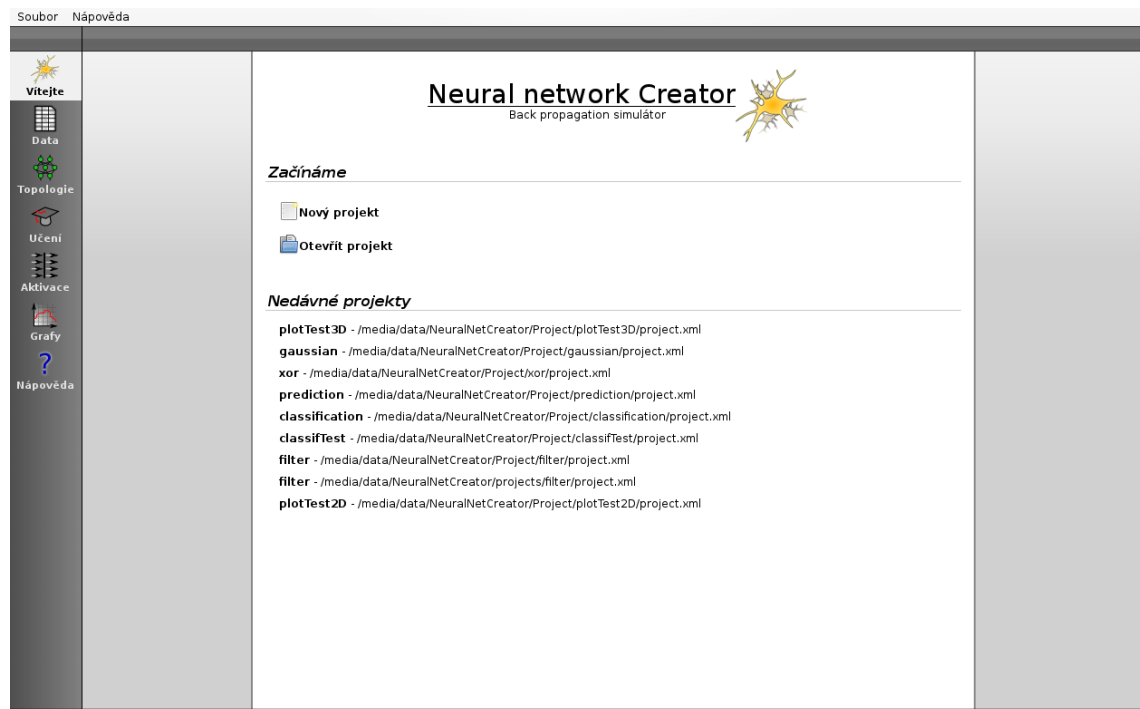 Soubor Nápověda
Vítejte
Data
Topologie
Učení
Aktivace
Grafy
?
Nápověda
Neural network Creator
Back propagation simulátor
Začínáme
Nový projekt
Otevřít projekt
Nedávné projekty
plotTest3D - /media/data/NeuralNetCreator/Project/plotTest3D/project.xml
gaussian - /media/data/NeuralNetCreator/Project/gaussian/project.xml
xor - /media/data/NeuralNetCreator/Project/xor/project.xml
prediction - /media/data/NeuralNetCreator/Project/prediction/project.xml
classification - /media/data/NeuralNetCreator/Project/classification/project.xml
classifTest - /media/data/NeuralNetCreator/Project/classifTest/project.xml
filter - /media/data/NeuralNetCreator/Project/filter/project.xml
filter - /media/data/NeuralNetCreator/projects/filter/project.xml
plotTest2D - /media/data/NeuralNetCreator/Project/plotTest2D/project.xml